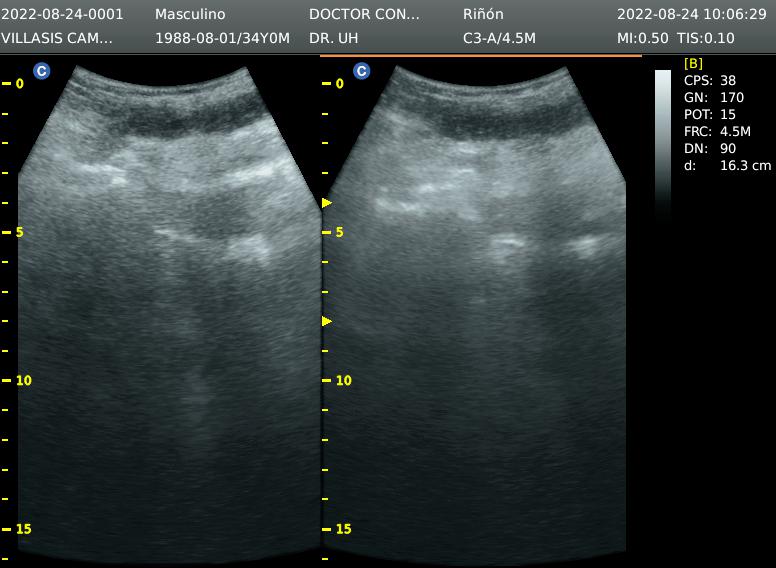 2022-08-24-0001 Masculino DOCTOR CON... Riñón 2022-08-24 10:06:29
VILLASIS CAM... 1988-08-01/34Y0M DR. UH C3-A/4.5M MI:0.50 TIS:0.10
C C
[B]
CPS: 38
GN: 170
POT: 15
FRC: 4.5M
DN: 90
d: 16.3 cm
0 0
5 5
10 10
15 15